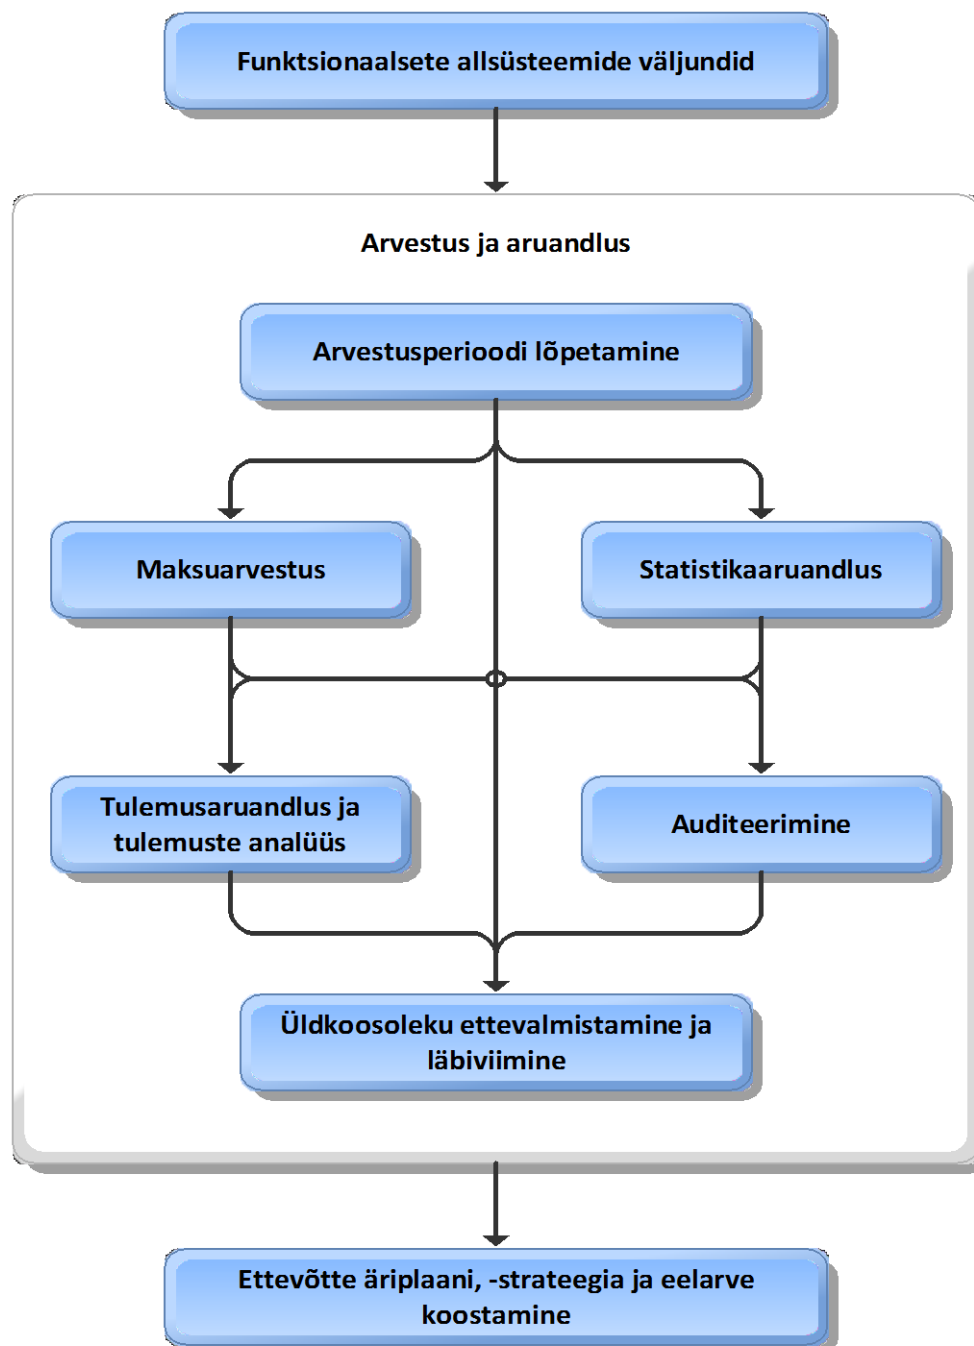 Funktsionaalsete allsüsteemide väljundid
Arvestus ja aruandlus
Arvestusperioodi lõpetamine
Maksuarvestus
Statistikaaruandlus
Tulemusaruandlus ja
tulemuste analüüs
Auditeerimine
Üldkoosoleku ettevalmistamine ja
läbiviimine
Ettevõtte äriplaani, -strateegia ja eelarve
koostamine